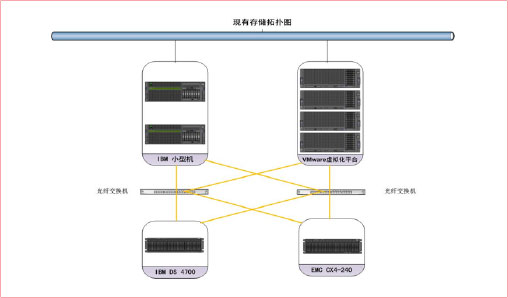 现有存储拓扑图
IBM 小型机
VMware虚拟化平台
光纤交换机
光纤交换机
IBM DS 4700
EMC CX4-240